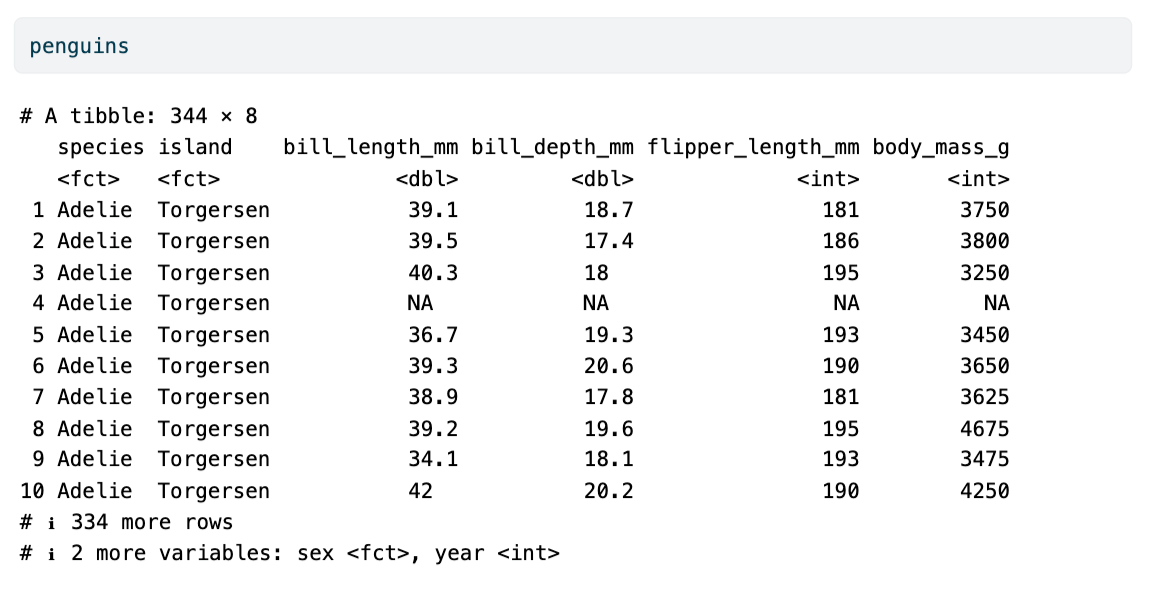 penguins
# A tibble: 344 × 8
   species island    bill_length_mm bill_depth_mm flipper_length_mm body_mass_g
   <fct>   <fct>              <dbl>         <dbl>             <int>       <int>
 1 Adelie  Torgersen           39.1          18.7               181        3750
 2 Adelie  Torgersen           39.5          17.4               186        3800
 3 Adelie  Torgersen           40.3          18                 195        3250
 4 Adelie  Torgersen           NA            NA                  NA          NA
 5 Adelie  Torgersen           36.7          19.3               193        3450
 6 Adelie  Torgersen           39.3          20.6               190        3650
 7 Adelie  Torgersen           38.9          17.8               181        3625
 8 Adelie  Torgersen           39.2          19.6               195        4675
 9 Adelie  Torgersen           34.1          18.1               193        3475
10 Adelie  Torgersen           42            20.2               190        4250
# ℹ 334 more rows
# ℹ 2 more variables: sex <fct>, year <int>